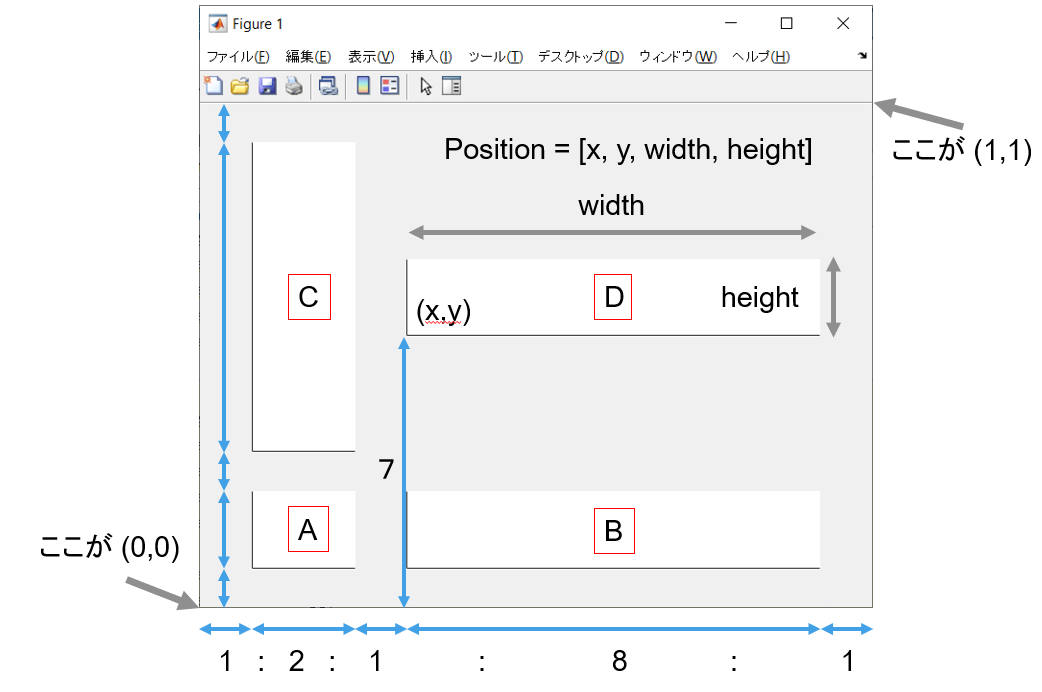 Figure 1
ファイル(F) 編集(E) 表示(V) 挿入(I) ツール(T) デスクトップ(D) ウィンドウ(W) ヘルプ(H)
Position = [x, y, width, height]
ここが (1,1)
width
C
D
height
(x,y)
7
A
B
ここが (0,0)
1 : 2 : 1 : 8 : 1